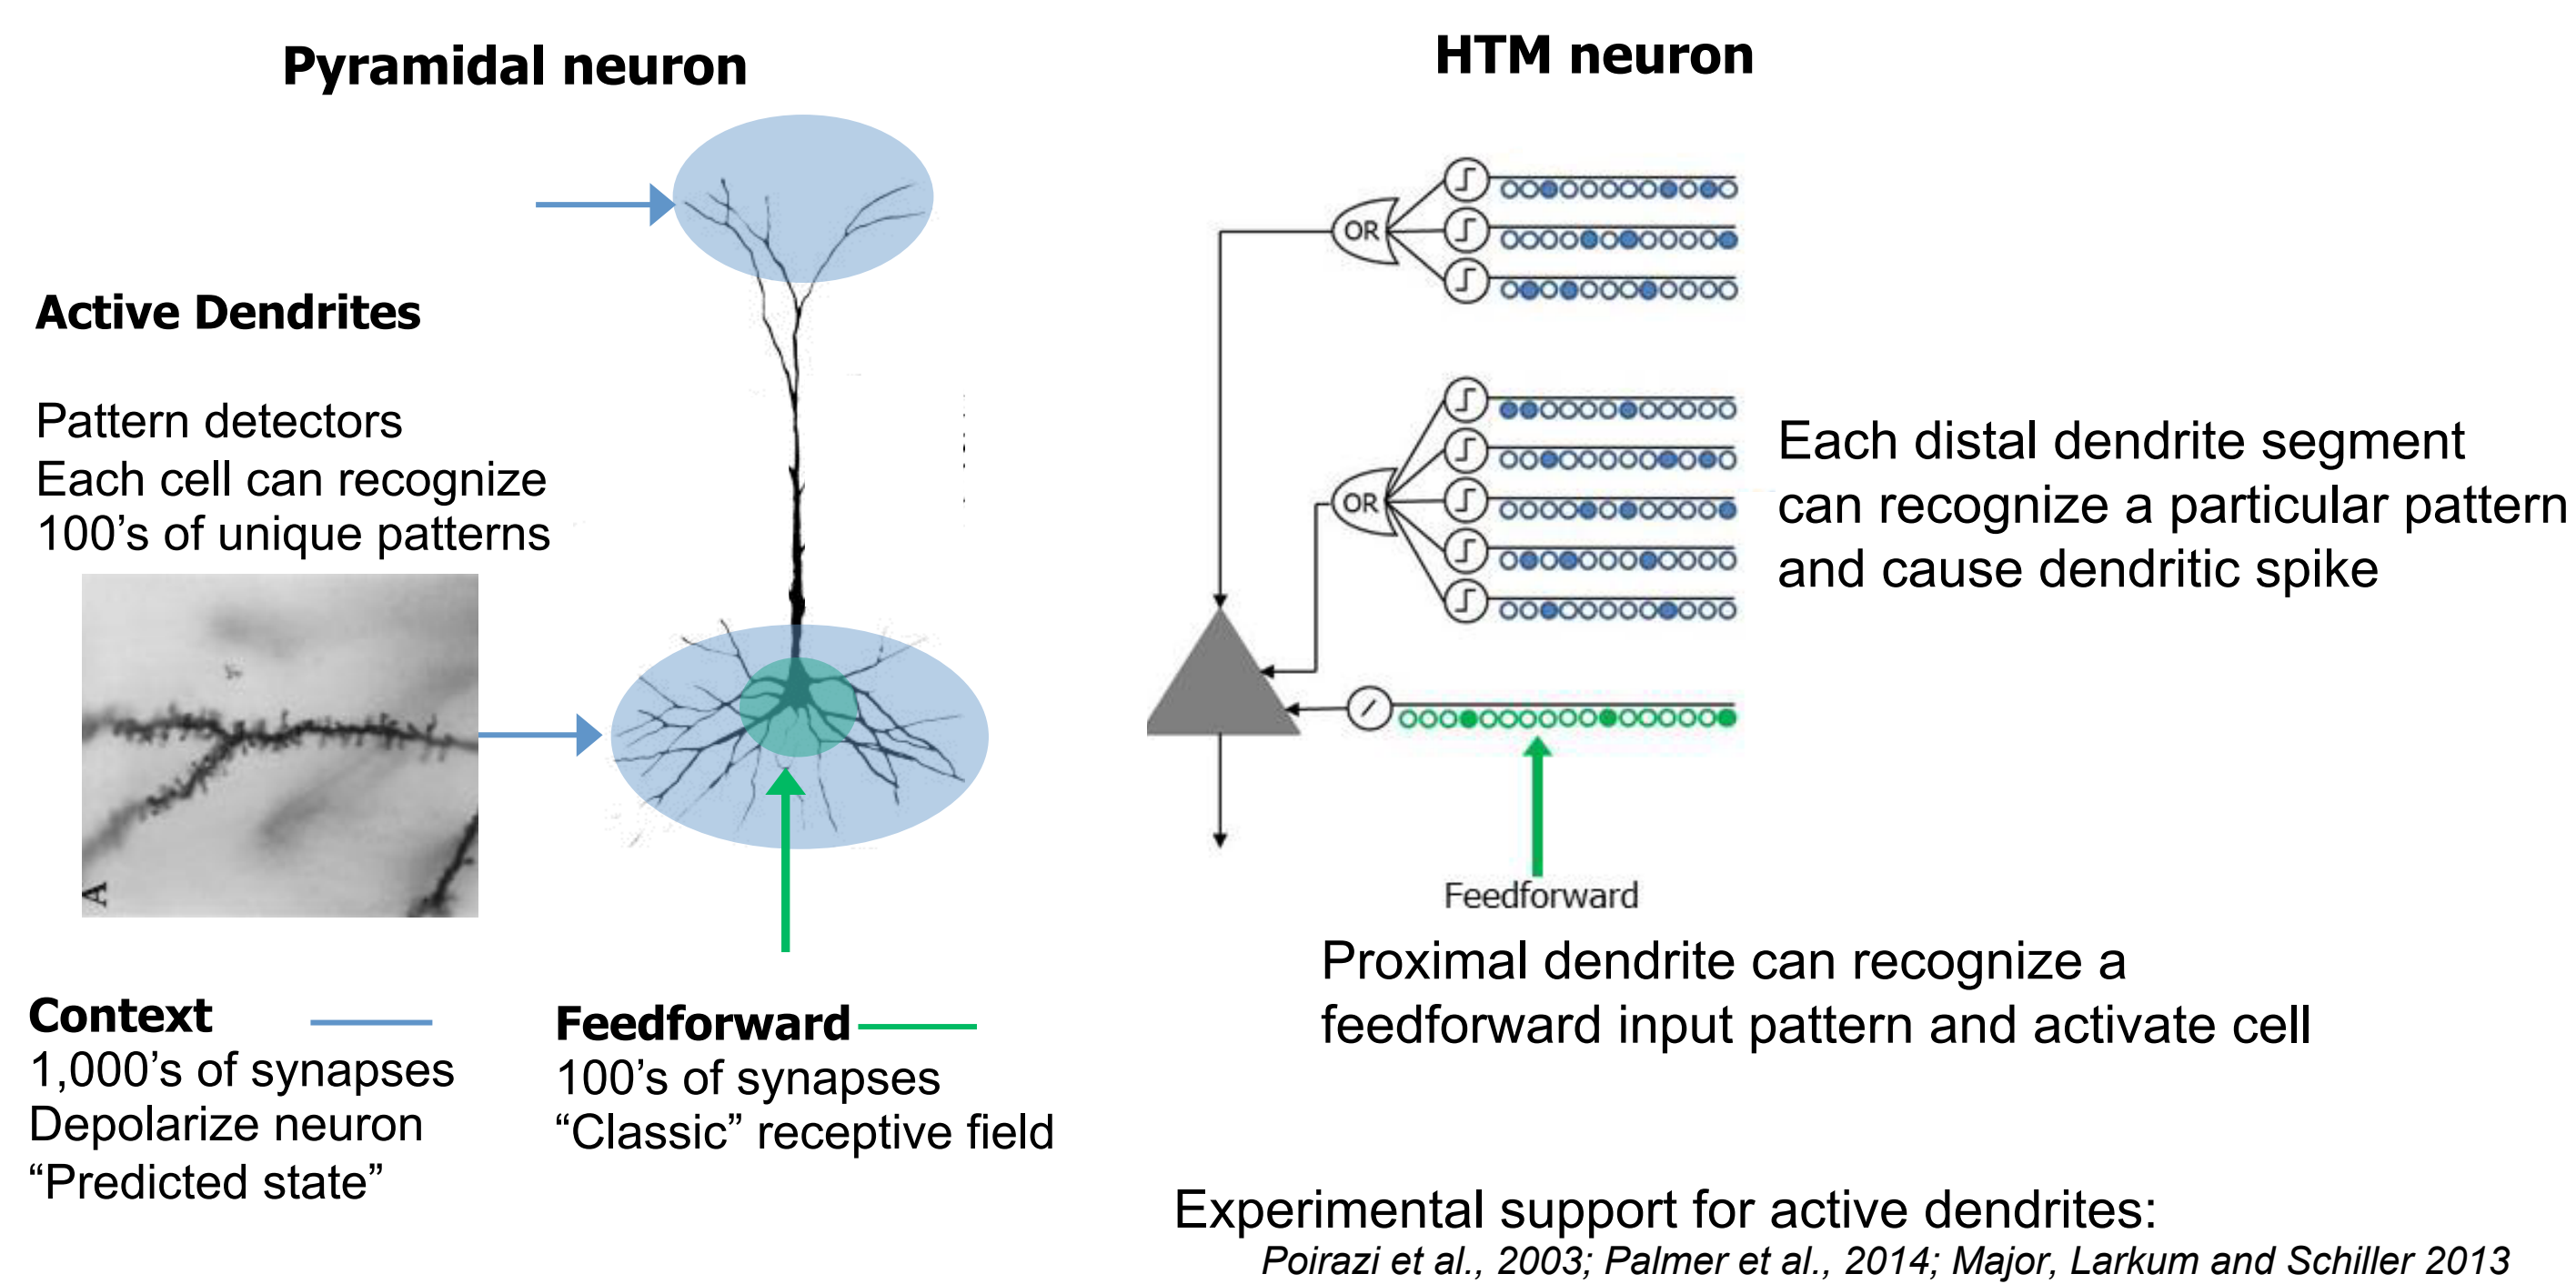 Pyramidal neuron
HTM neuron
Active Dendrites
Pattern detectors
Each cell can recognize
100’s of unique patterns
A
Context
1,000’s of synapses
Depolarize neuron
“Predicted state”
Feedforward
100’s of synapses
“Classic” receptive field
OR
OR
Each distal dendrite segment
can recognize a particular pattern
and cause dendritic spike
Feedforward
Proximal dendrite can recognize a
feedforward input pattern and activate cell
Experimental support for active dendrites:
Poirazi et al., 2003; Palmer et al., 2014; Major, Larkum and Schiller 2013